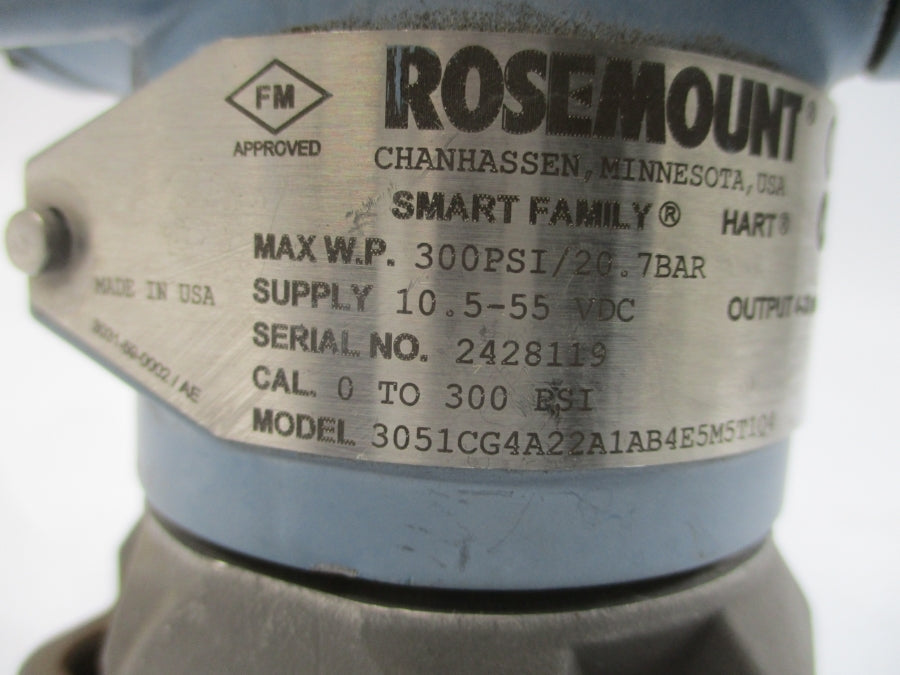 FM
APPROVED
ROSEMOUNT®
CHANHASSEN, MINNESOTA, USA
SMART FAMILY® HART®
MAX W.P. 300PSI/20.7BAR
MADE IN USA
SUPPLY 10.5-55 VDC OUTPUT
SERIAL NO. 2428119
CAL. 0 TO 300 PSI
MODEL 3051CG4A22A1AB4E5M5T1Q4